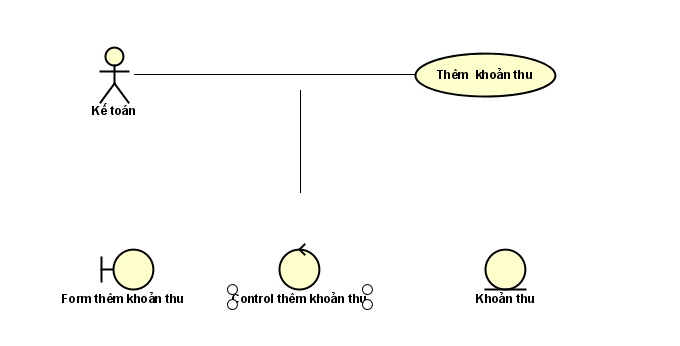 Thêm khoản thu
Kế toán
Form thêm khoản thu
Control thêm khoản thu
Khoản thu